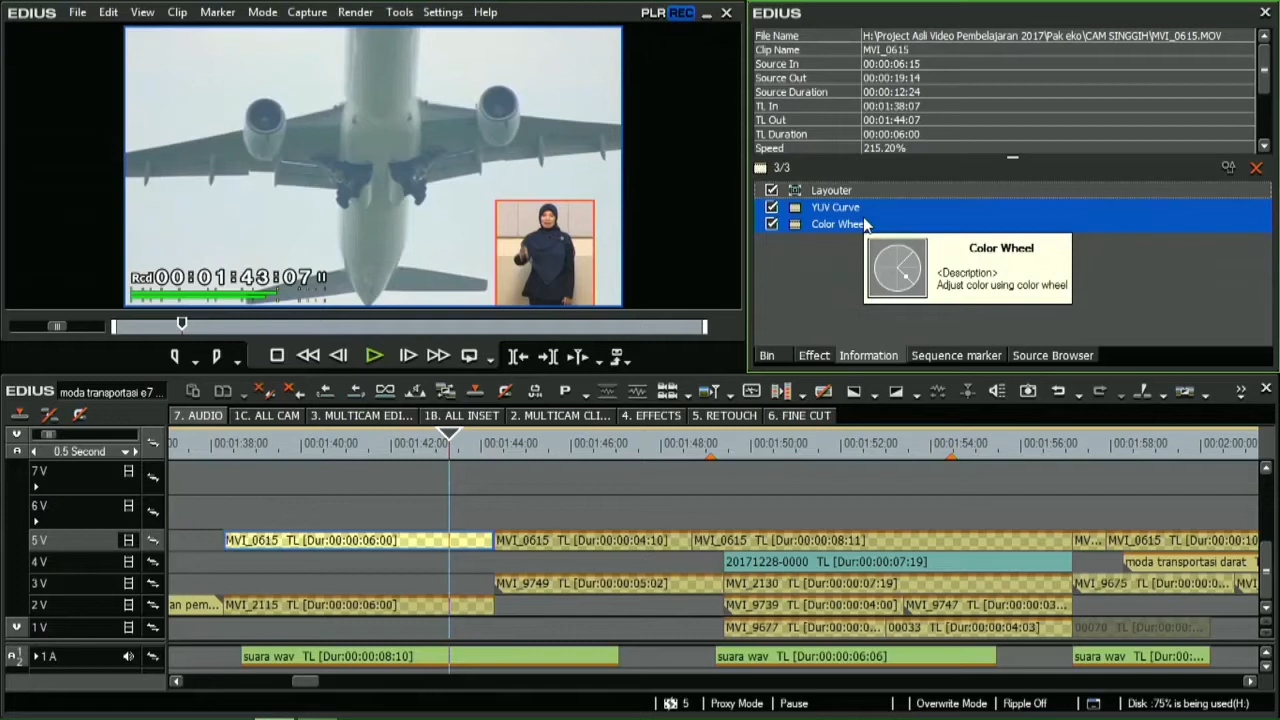 EDIUS File Edit View Clip Marker Mode Capture Render Tools Settings Help PLR REC
EDIUS
File Name H:\Project Asli Video Pembelajaran 2017\Pak eko\CAM SINGGIH\MVI_0615.MOV
Clip Name MVI_0615
Source In 00:00:06:15
Source Out 00:00:19:14
Source Duration 00:00:12:24
TL In 00:01:38:07
TL Out 00:01:44:07
TL Duration 00:00:06:00
Speed 215.20%
3/3
Layouter
YUV Curve
Color Wheel
Color Wheel
<Description>
Adjust color using color wheel
Rcd 00:01:43:07
Bin Effect Information Sequence marker Source Browser
EDIUS moda transportasi e7 ...
7. AUDIO 1C. ALL CAM 3. MULTICAM EDI... 1B. ALL INSET 2. MULTICAM CLI... 4. EFFECTS 5. RETOUCH 6. FINE CUT
0.5 Second
00 00:01:38:00 00:01:40:00 00:01:42:00 00:01:44:00 00:01:46:00 00:01:48:00 00:01:50:00 00:01:52:00 00:01:54:00 00:01:56:00 00:01:58:00 00:02:00:00
7 V
6 V
5 V MVI_0615 TL [Dur:00:00:06:00] MVI_0615 TL [Dur:00:00:04:10] MVI_0615 TL [Dur:00:00:08:11] MV... MVI_0615 TL [Dur:00:00:10
4 V 20171228-0000 TL [Dur:00:00:07:19] moda transportasi darat T
3 V MVI_9749 TL [Dur:00:00:05:02] MVI_2130 TL [Dur:00:00:07:19] MVI_9675 TL [Dur:00:00:0... MVI
2 V an pem... MVI_2115 TL [Dur:00:00:06:00] MVI_9739 TL [Dur:00:00:04:00] MVI_9747 TL [Dur:00:00:03...
1 V MVI_9677 TL [Dur:00:00:0... 00033 TL [Dur:00:00:04:03] 00070 TL [Dur:00:00:...
A 1 2 1 A suara wav TL [Dur:00:00:08:10] suara wav TL [Dur:00:00:06:06] suara wav TL [Dur:00:...
5 Proxy Mode Pause Overwrite Mode Ripple Off Disk :75% is being used(H:)